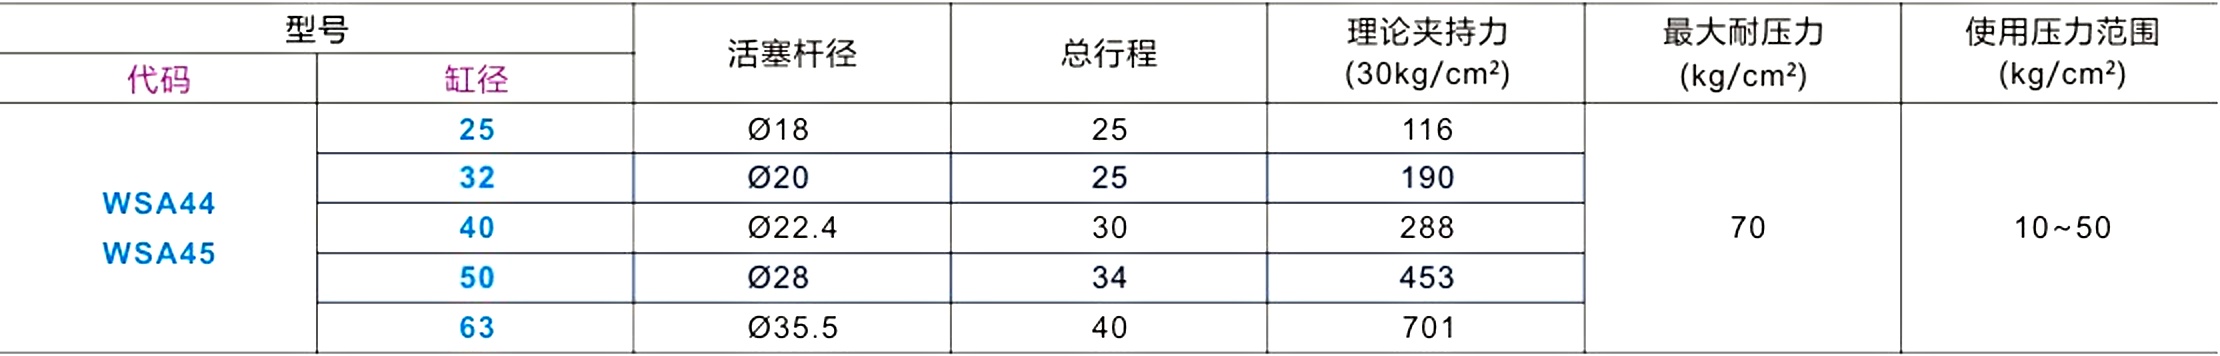 型号 活塞杆径 总行程 理论夹持力 最大耐压力 使用压力范围
代码 缸径 (30kg/cm²) (kg/cm²) (kg/cm²)
25 Ø18 25 116
32 Ø20 25 190
WSA44
40 Ø22.4 30 288 70 10~50
WSA45
50 Ø28 34 453
63 Ø35.5 40 701